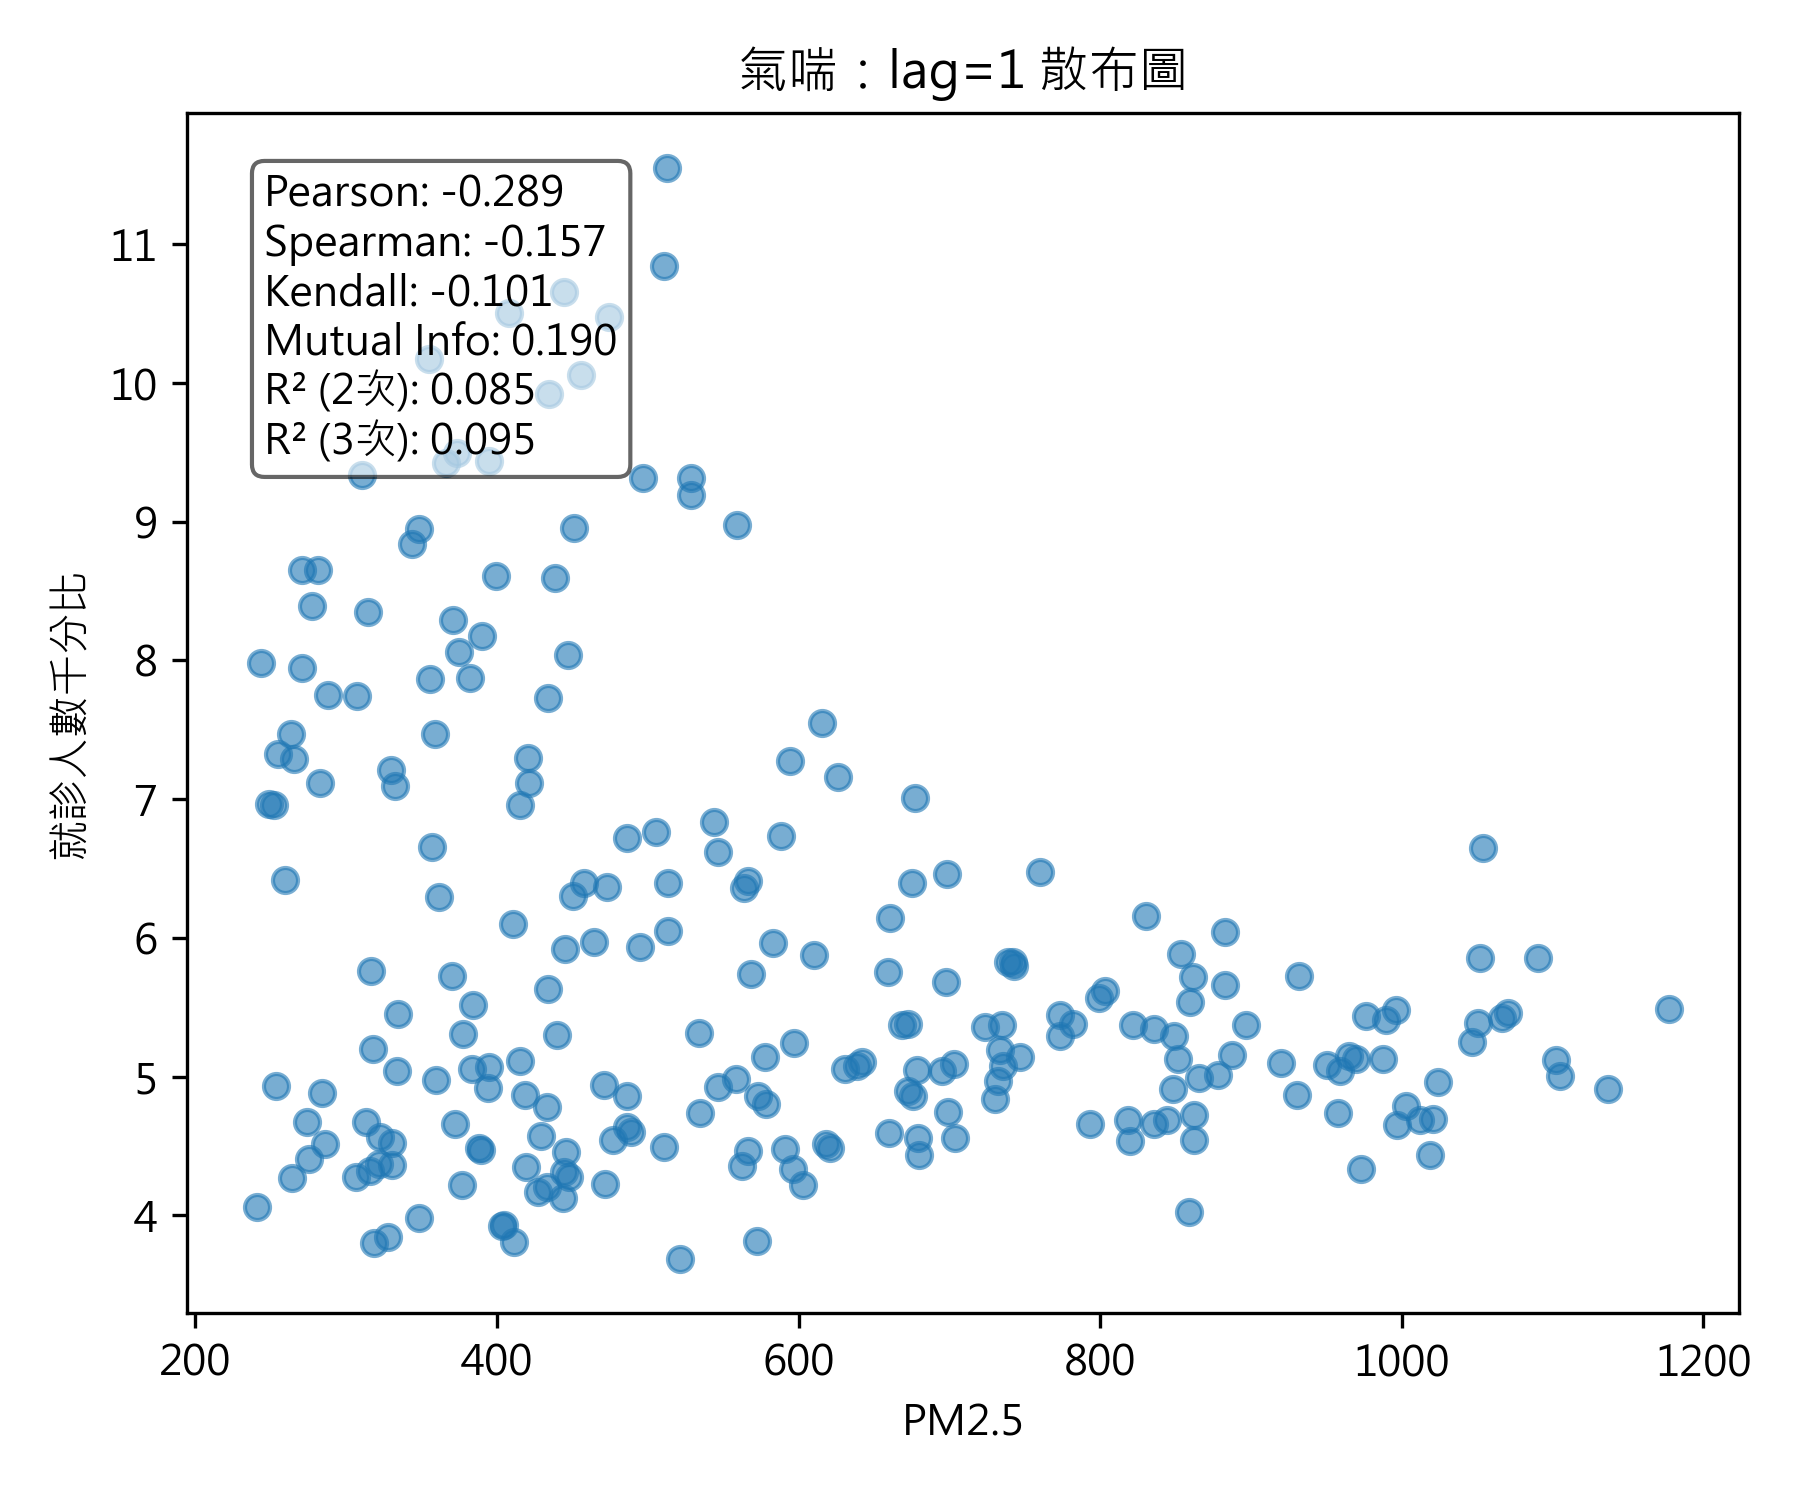 氣喘：lag=1 散布圖
Pearson: -0.289
Spearman: -0.157
Kendall: -0.101
Mutual Info: 0.190
R² (2次): 0.085
R² (3次): 0.095
就診人數千分比
11
10
9
8
7
6
5
4
200 400 600 800 1000 1200
PM2.5